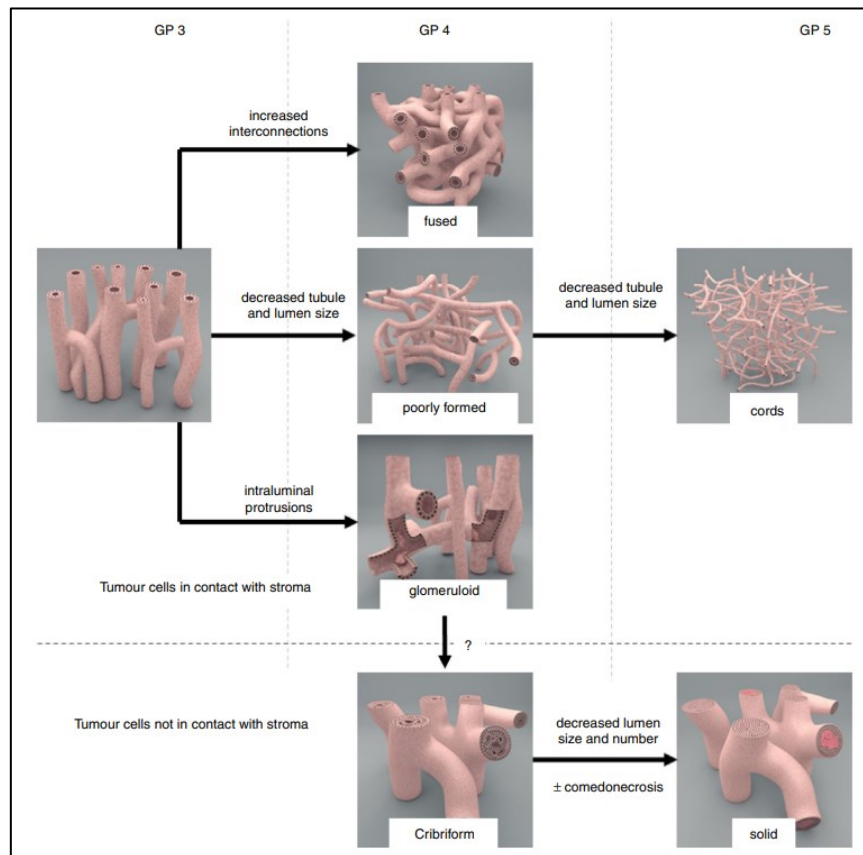 GP 3
GP 4
GP 5
increased
interconnections
fused
decreased tubule
and lumen size
decreased tubule
and lumen size
poorly formed
cords
intraluminal
protrusions
Tumour cells in contact with stroma
glomeruloid
?
Tumour cells not in contact with stroma
decreased lumen
size and number
± comedonecrosis
Cribriform
solid